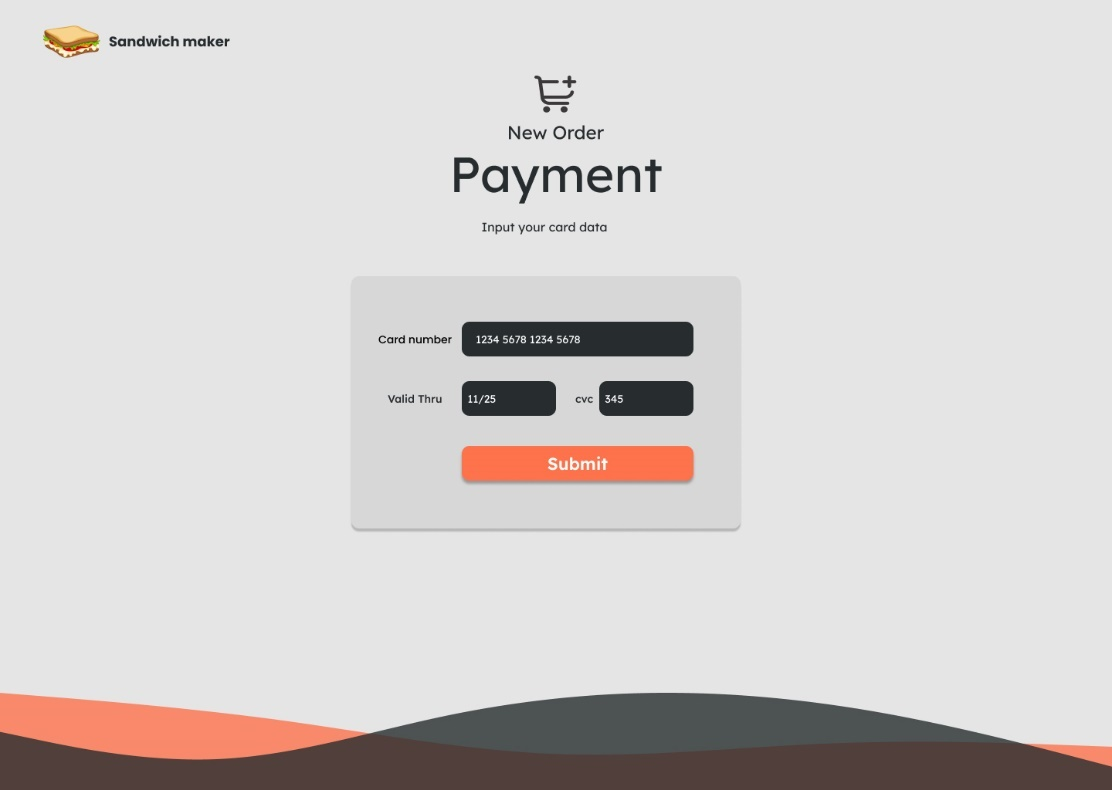 Sandwich maker
New Order
Payment
Input your card data
Card number 1234 5678 1234 5678
Valid Thru 11/25 cvc 345
Submit